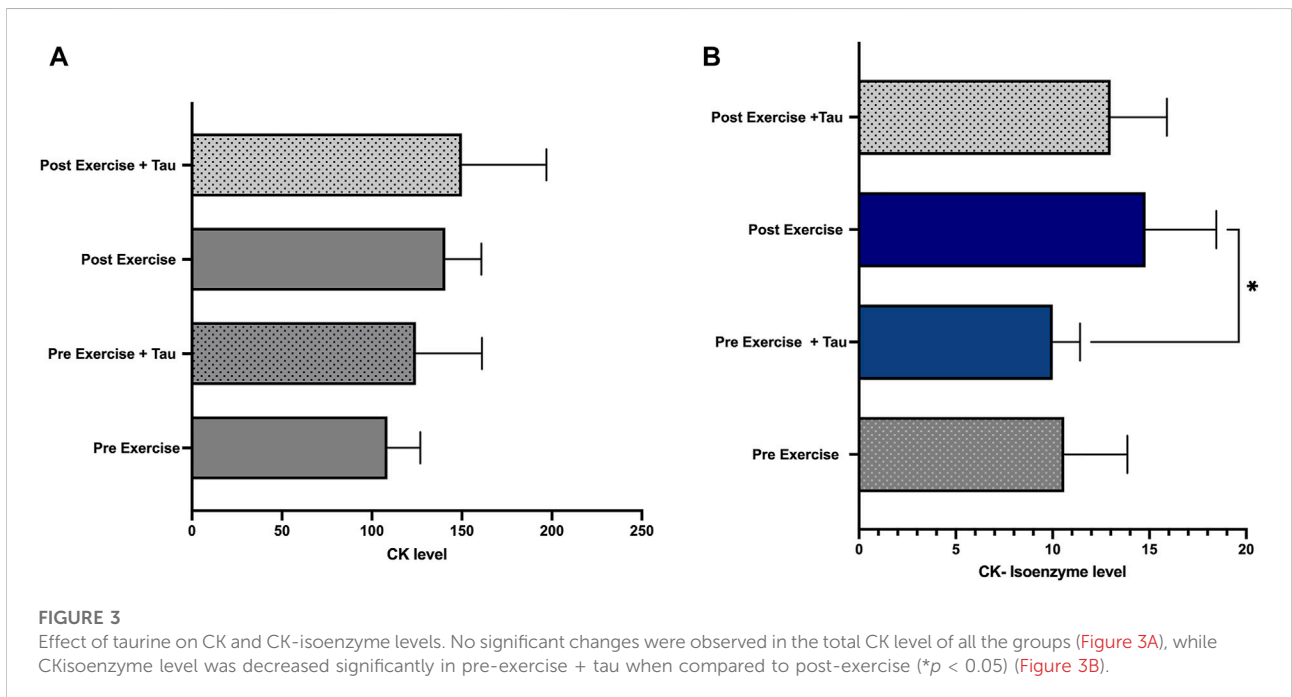 A
Post Exercise + Tau
Post Exercise
Pre Exercise + Tau
Pre Exercise
0 50 100 150 200 250
CK level
B
Post Exercise +Tau
Post Exercise
Pre Exercise + Tau
Pre Exercise
*
0 5 10 15 20
CK- Isoenzyme level
FIGURE 3
Effect of taurine on CK and CK-isoenzyme levels. No significant changes were observed in the total CK level of all the groups (Figure 3A), while
CKisoenzyme level was decreased significantly in pre-exercise + tau when compared to post-exercise (*p < 0.05) (Figure 3B).